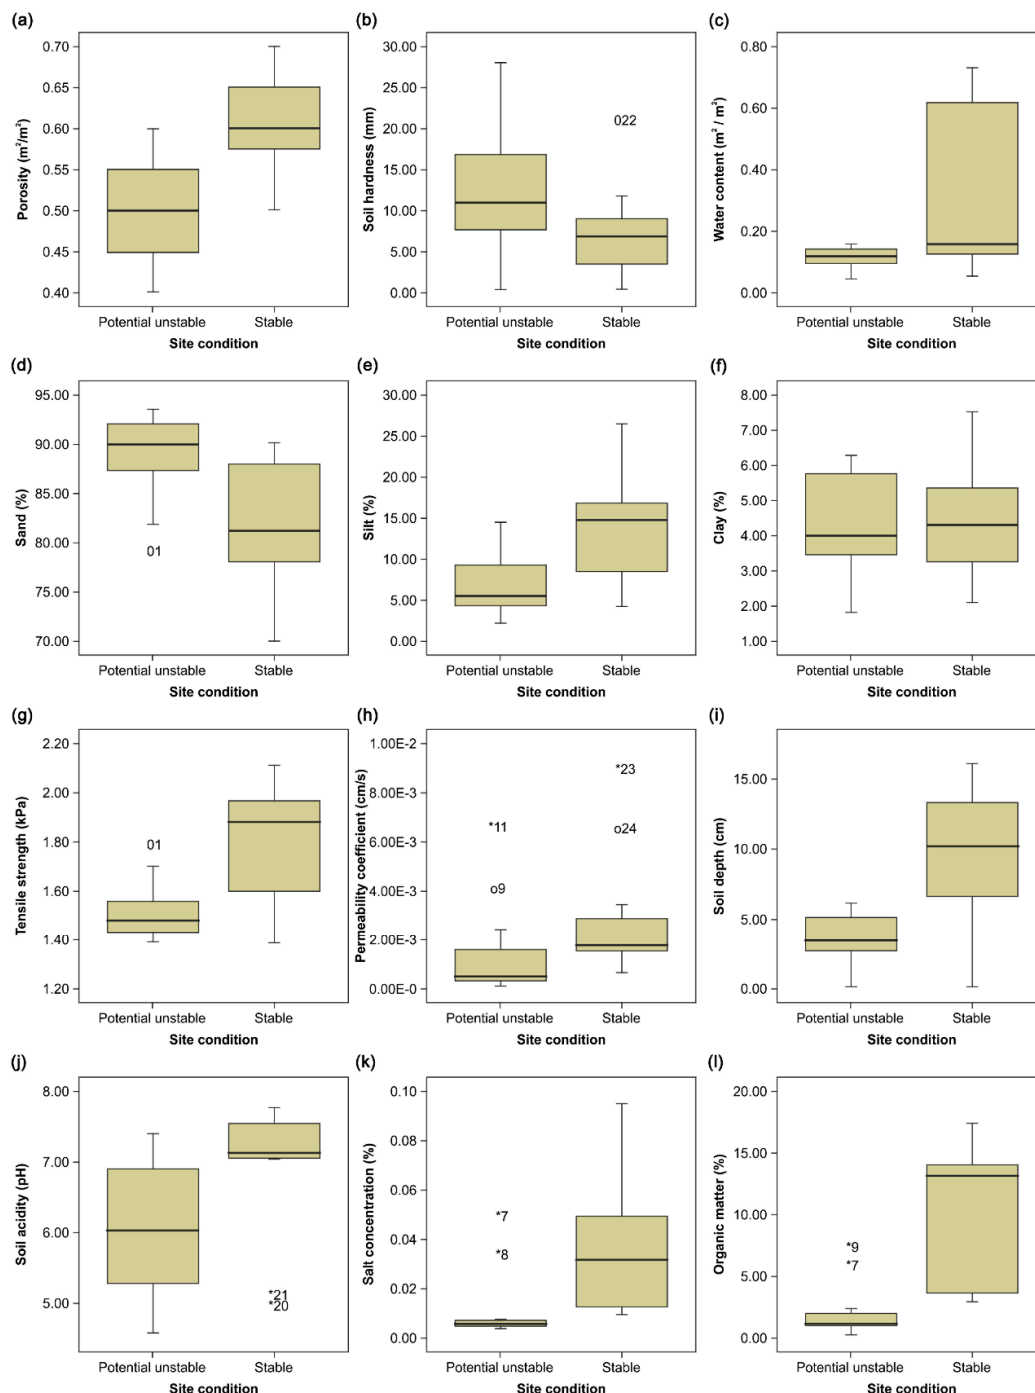 (a)
0.70
0.65
0.60
0.55
0.50
0.45
0.40
Porosity (m²/m²)
Potential unstable Stable
Site condition
(b)
30.00
25.00
20.00
15.00
10.00
5.00
0.00
Soil hardness (mm)
022
Potential unstable Stable
Site condition
(c)
0.80
0.60
0.40
0.20
0.00
Water content (m² / m²)
Potential unstable Stable
Site condition
(d)
95.00
90.00
85.00
80.00
75.00
70.00
Sand (%)
01
Potential unstable Stable
Site condition
(e)
30.00
25.00
20.00
15.00
10.00
5.00
0.00
Silt (%)
Potential unstable Stable
Site condition
(f)
8.00
7.00
6.00
5.00
4.00
3.00
2.00
1.00
Clay (%)
Potential unstable Stable
Site condition
(g)
2.20
2.00
1.80
1.60
1.40
1.20
Tensile strength (kPa)
01
Potential unstable Stable
Site condition
(h)
1.00E-2
8.00E-3
6.00E-3
4.00E-3
2.00E-3
0.00E-0
Permeability coefficient (cm/s)
*11
o9
*23
o24
Potential unstable Stable
Site condition
(i)
15.00
10.00
5.00
0.00
Soil depth (cm)
Potential unstable Stable
Site condition
(j)
8.00
7.00
6.00
5.00
Soil acidity (pH)
*21
*20
Potential unstable Stable
Site condition
(k)
0.10
0.08
0.06
0.04
0.02
0.00
Salt concentration (%)
*7
*8
Potential unstable Stable
Site condition
(l)
20.00
15.00
10.00
5.00
0.00
Organic matter (%)
*9
*7
Potential unstable Stable
Site condition